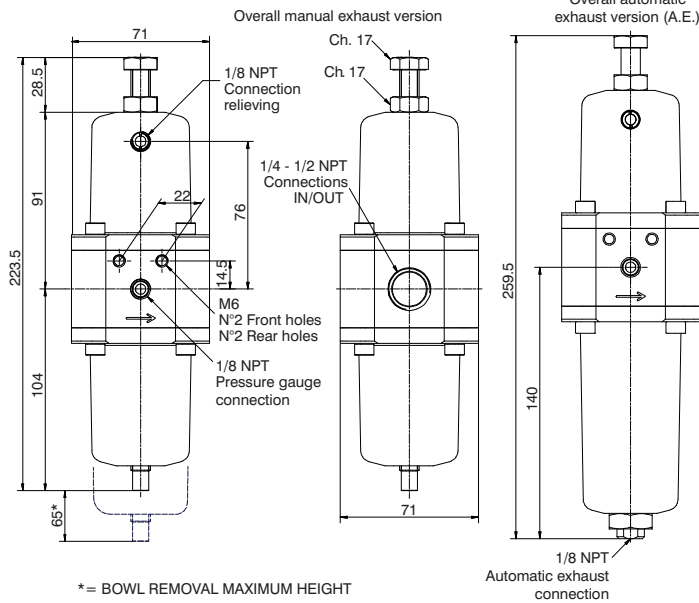 Overall automatic
exhaust version (A.E.)
Overall manual exhaust version
71
28.5
91
223.5
104
65*
1/8 NPT
Connection
relieving
22
76
14.5
M6
N°2 Front holes
N°2 Rear holes
1/8 NPT
Pressure gauge
connection
Ch. 17
Ch. 17
1/4 - 1/2 NPT
Connections
IN/OUT
71
259.5
140
1/8 NPT
Automatic exhaust
connection
*= BOWL REMOVAL MAXIMUM HEIGHT